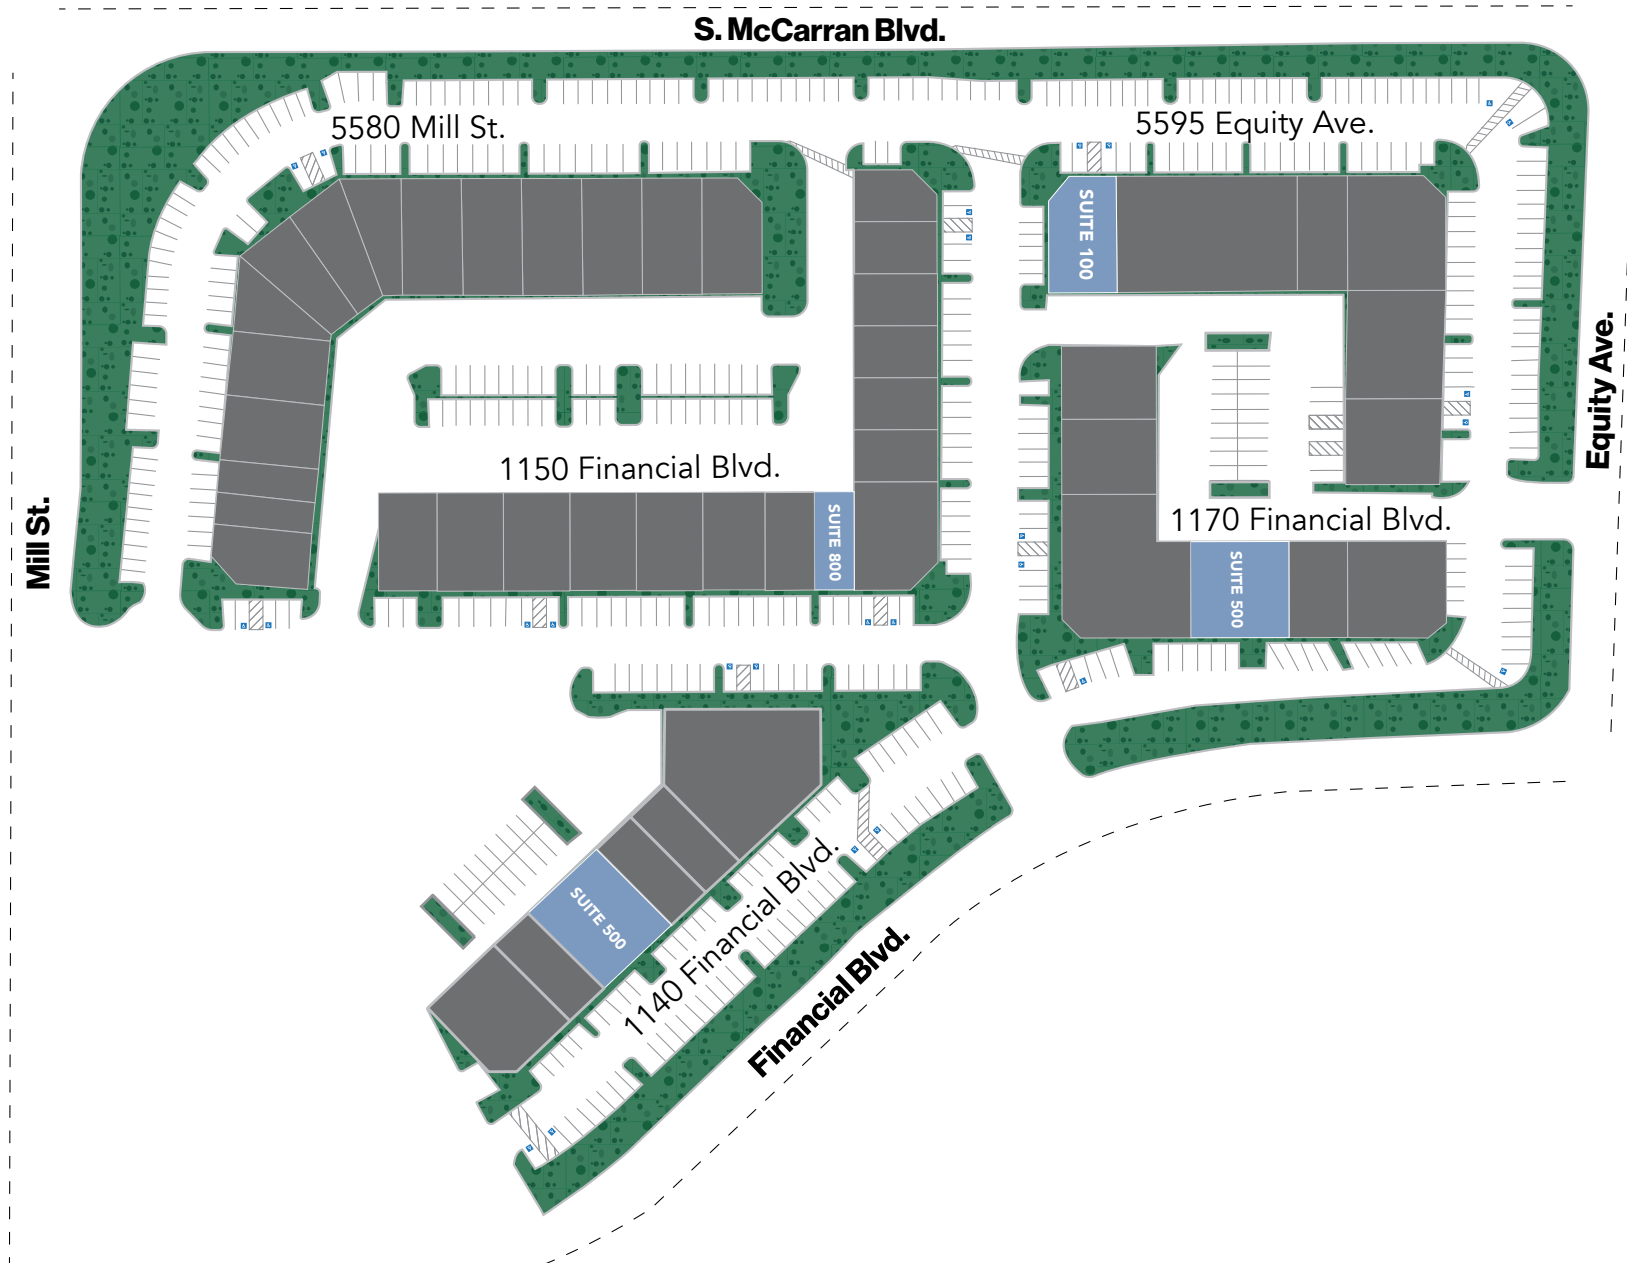 S. McCarran Blvd.
5580 Mill St.
5595 Equity Ave.
SUITE 100
Equity Ave.
1150 Financial Blvd.
SUITE 800
1170 Financial Blvd.
SUITE 500
Mill St.
SUITE 500
1140 Financial Blvd.
Financial Blvd.